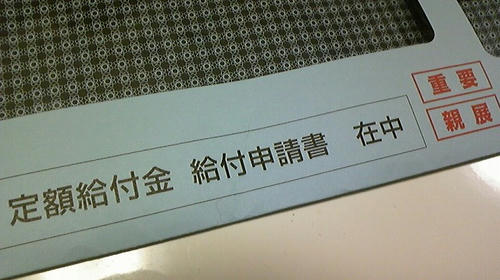 重要
親展
定額給付金 給付申請書 在中